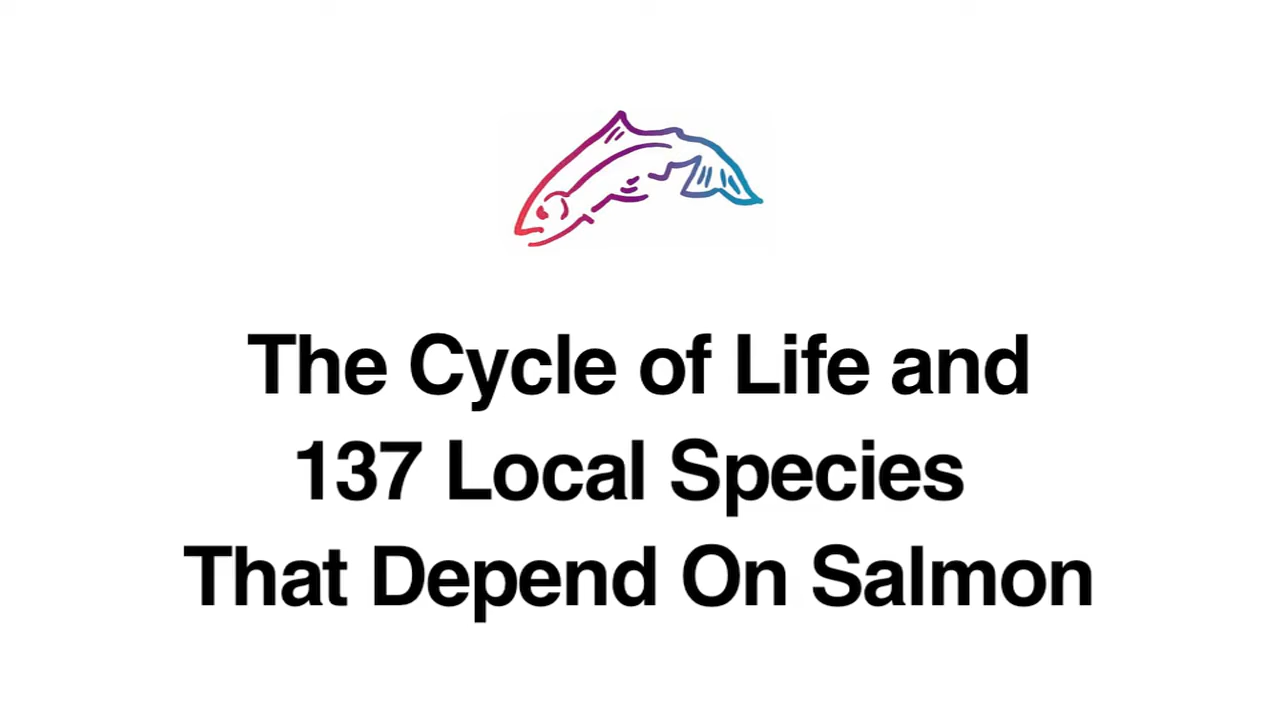 The Cycle of Life and
137 Local Species
That Depend On Salmon